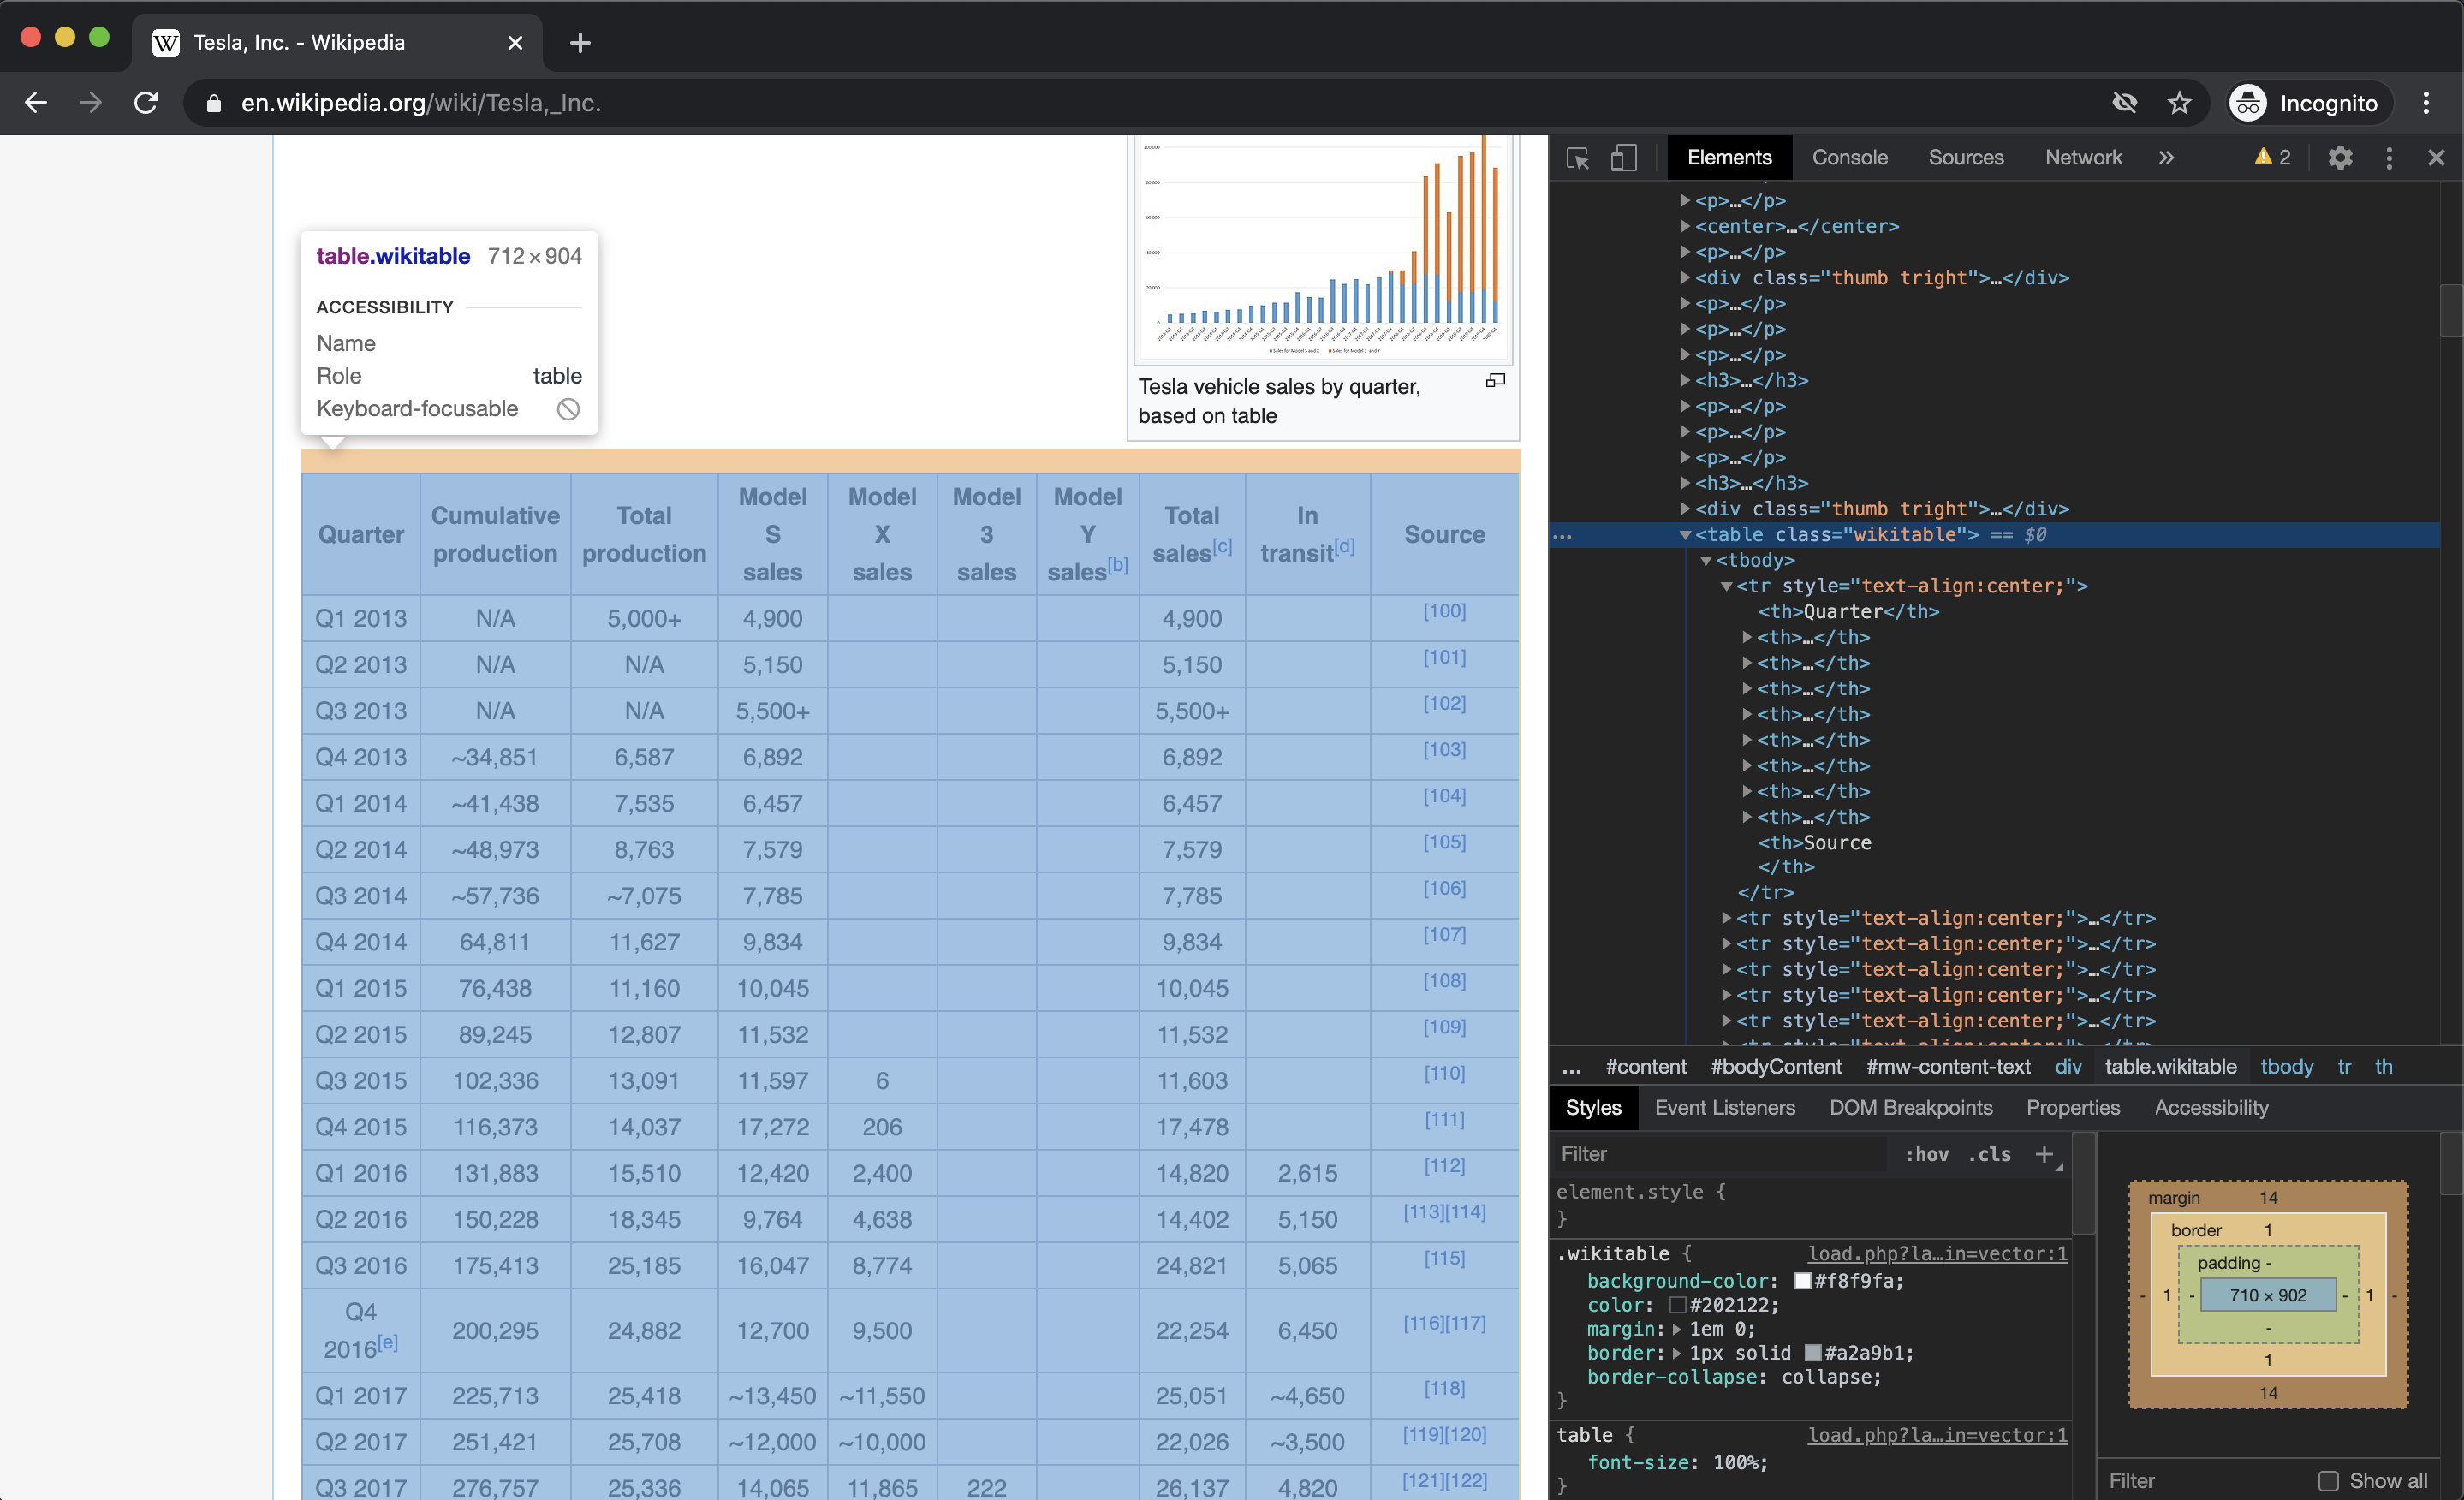 Tesla, Inc. - Wikipedia
en.wikipedia.org/wiki/Tesla,_Inc.
Incognito
100,000
80,000
60,000
40,000
20,000
0
Sales for Model S and X Sales for Model 3 and Y
Tesla vehicle sales by quarter,
based on table
table.wikitable 712 × 904
ACCESSIBILITY
Name
Role table
Keyboard-focusable
Quarter Cumulative production Total production Model S sales Model X sales Model 3 sales Model Y sales[b] Total sales[c] In transit[d] Source
Q1 2013 N/A 5,000+ 4,900 4,900 [100]
Q2 2013 N/A N/A 5,150 5,150 [101]
Q3 2013 N/A N/A 5,500+ 5,500+ [102]
Q4 2013 ~34,851 6,587 6,892 6,892 [103]
Q1 2014 ~41,438 7,535 6,457 6,457 [104]
Q2 2014 ~48,973 8,763 7,579 7,579 [105]
Q3 2014 ~57,736 ~7,075 7,785 7,785 [106]
Q4 2014 64,811 11,627 9,834 9,834 [107]
Q1 2015 76,438 11,160 10,045 10,045 [108]
Q2 2015 89,245 12,807 11,532 11,532 [109]
Q3 2015 102,336 13,091 11,597 6 11,603 [110]
Q4 2015 116,373 14,037 17,272 206 17,478 [111]
Q1 2016 131,883 15,510 12,420 2,400 14,820 2,615 [112]
Q2 2016 150,228 18,345 9,764 4,638 14,402 5,150 [113][114]
Q3 2016 175,413 25,185 16,047 8,774 24,821 5,065 [115]
Q4 2016[e] 200,295 24,882 12,700 9,500 22,254 6,450 [116][117]
Q1 2017 225,713 25,418 ~13,450 ~11,550 25,051 ~4,650 [118]
Q2 2017 251,421 25,708 ~12,000 ~10,000 22,026 ~3,500 [119][120]
Q3 2017 276,757 25,336 14,065 11,865 222 26,137 4,820 [121][122]
Elements Console Sources Network » 2
<p>…</p>
<center>…</center>
<p>…</p>
<div class="thumb tright">…</div>
<p>…</p>
<p>…</p>
<p>…</p>
<h3>…</h3>
<p>…</p>
<p>…</p>
<p>…</p>
<h3>…</h3>
<div class="thumb tright">…</div>
… <table class="wikitable"> == $0
<tbody>
<tr style="text-align:center;">
<th>Quarter</th>
<th>…</th>
<th>…</th>
<th>…</th>
<th>…</th>
<th>…</th>
<th>…</th>
<th>…</th>
<th>…</th>
<th>Source
</th>
</tr>
<tr style="text-align:center;">…</tr>
<tr style="text-align:center;">…</tr>
<tr style="text-align:center;">…</tr>
<tr style="text-align:center;">…</tr>
<tr style="text-align:center;">…</tr>
… #content #bodyContent #mw-content-text div table.wikitable tbody tr th
Styles Event Listeners DOM Breakpoints Properties Accessibility
Filter :hov .cls +
element.style {
}
.wikitable { load.php?la…in=vector:1
background-color: #f8f9fa;
color: #202122;
margin: 1em 0;
border: 1px solid #a2a9b1;
border-collapse: collapse;
}
table { load.php?la…in=vector:1
font-size: 100%;
}
margin 14
border 1
padding -
- 1 - 710 × 902 - 1 -
-
1
14
Filter Show all